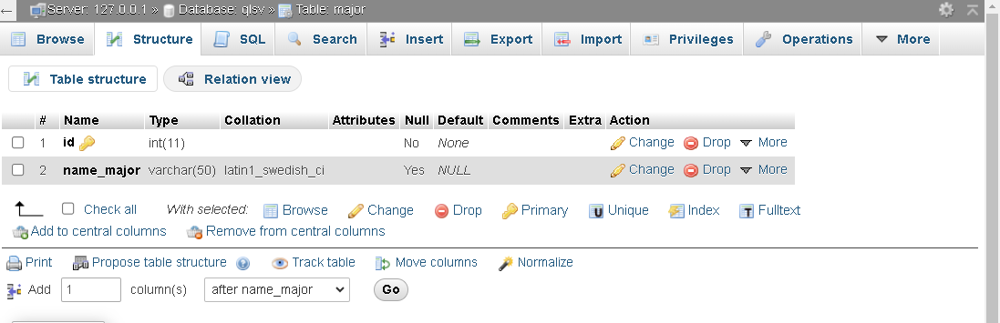 Server: 127.0.0.1 » Database: qlsv » Table: major
Browse Structure SQL Search Insert Export Import Privileges Operations More
Table structure Relation view
# Name Type Collation Attributes Null Default Comments Extra Action
1 id int(11) No None Change Drop More
2 name_major varchar(50) latin1_swedish_ci Yes NULL Change Drop More
Check all With selected: Browse Change Drop Primary Unique Index Fulltext
Add to central columns Remove from central columns
Print Propose table structure Track table Move columns Normalize
Add 1 column(s) after name_major Go